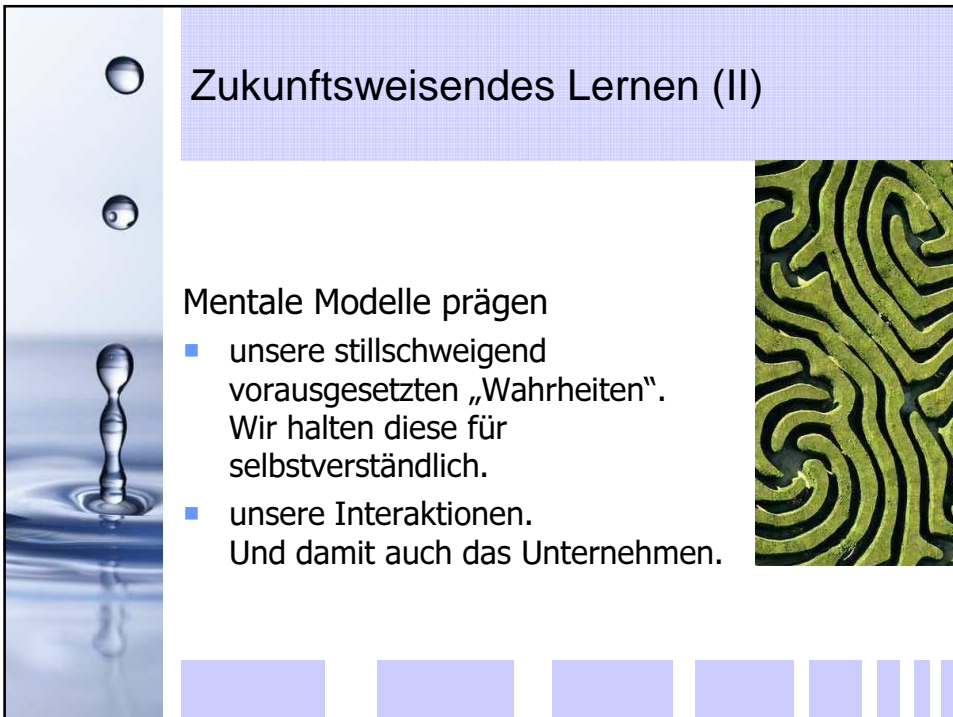 Zukunftsweisendes Lernen (II)
Mentale Modelle prägen
unsere stillschweigend
vorausgesetzten „Wahrheiten“.
Wir halten diese für
selbstverständlich.
unsere Interaktionen.
Und damit auch das Unternehmen.